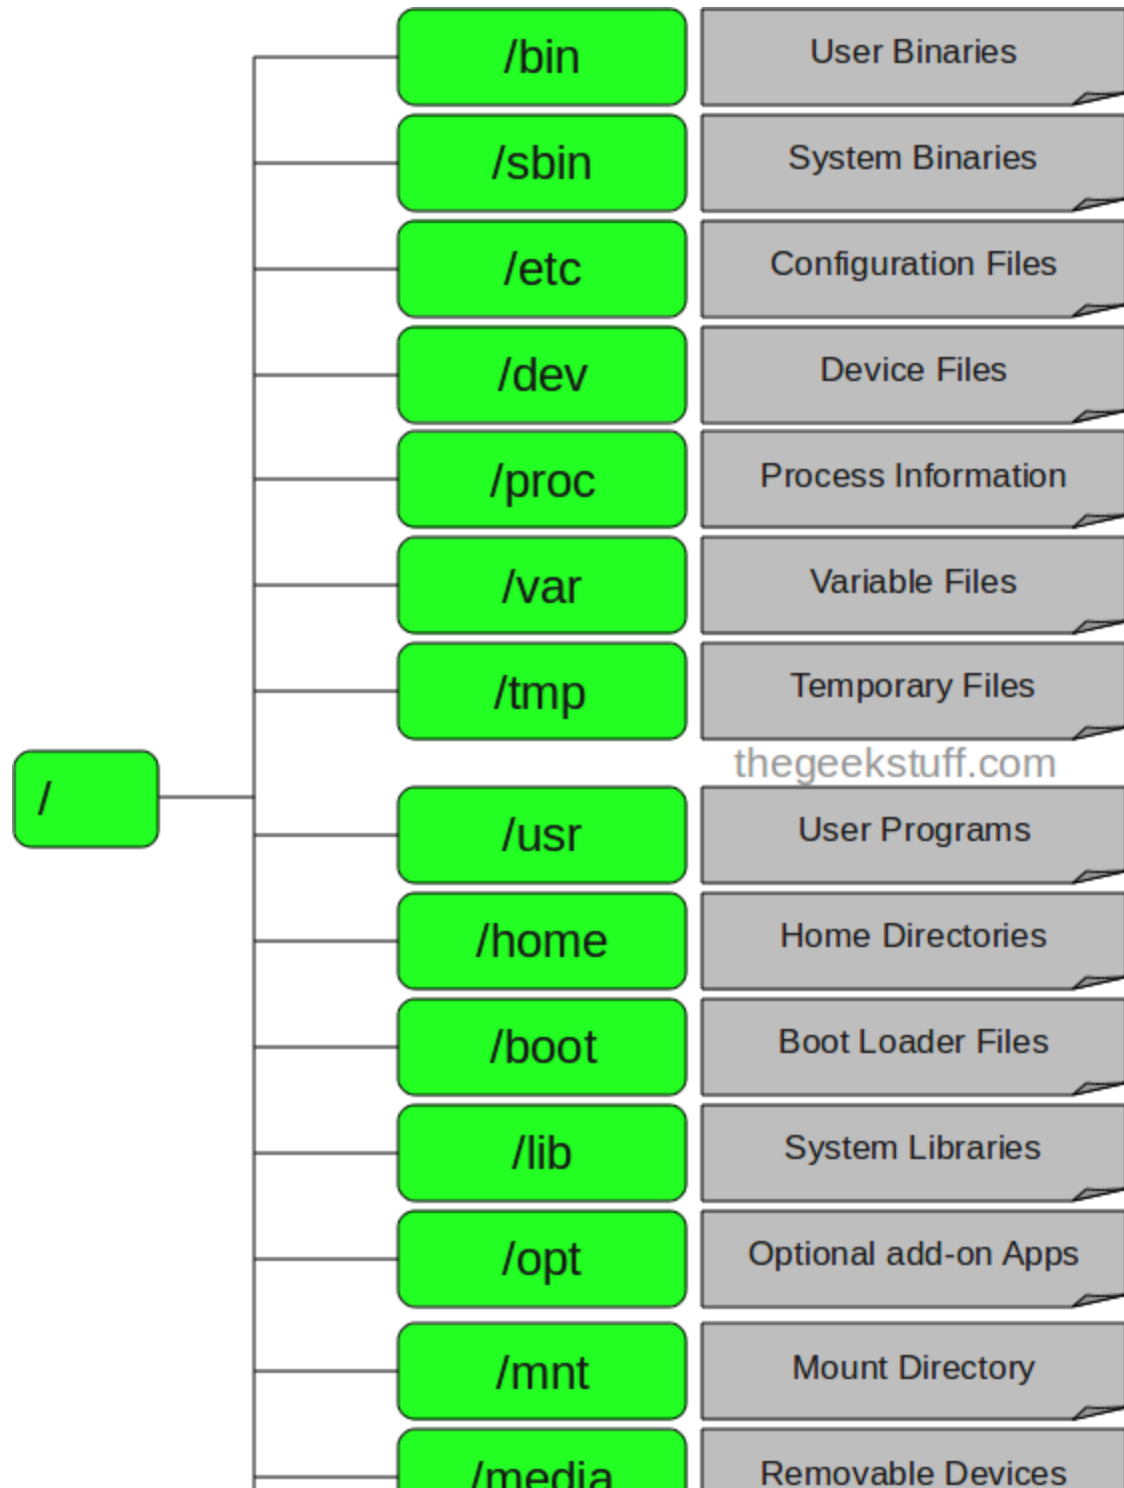 /bin
User Binaries
/sbin
System Binaries
/etc
Configuration Files
/dev
Device Files
/proc
Process Information
/var
Variable Files
/tmp
Temporary Files
thegeekstuff.com
/
/usr
User Programs
/home
Home Directories
/boot
Boot Loader Files
/lib
System Libraries
/opt
Optional add-on Apps
/mnt
Mount Directory
/media
Removable Devices